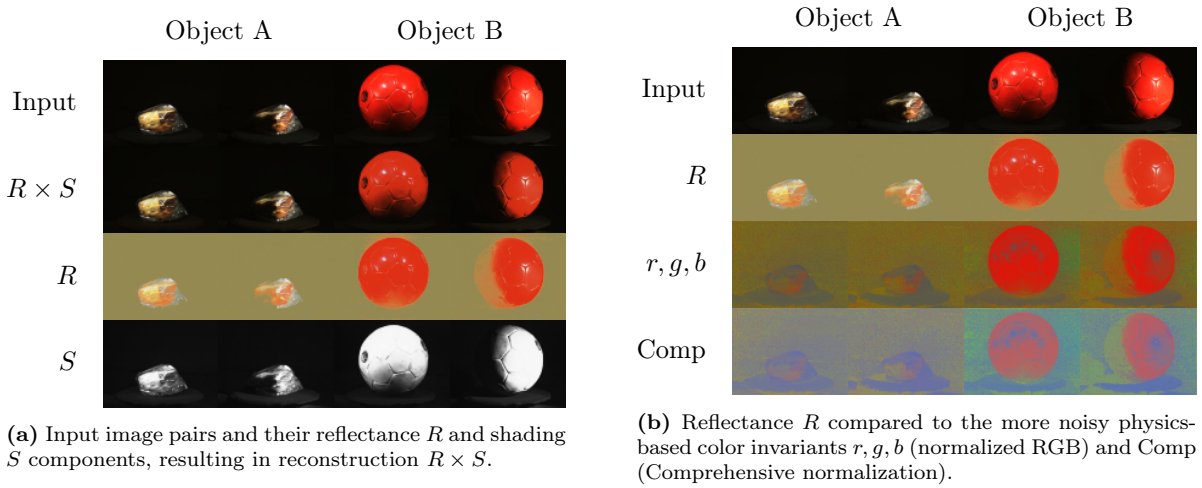 Object A Object B
Input
R × S
R
S
(a) Input image pairs and their reflectance R and shading
S components, resulting in reconstruction R × S.
Object A Object B
Input
R
r, g, b
Comp
(b) Reflectance R compared to the more noisy physics-
based color invariants r, g, b (normalized RGB) and Comp
(Comprehensive normalization).